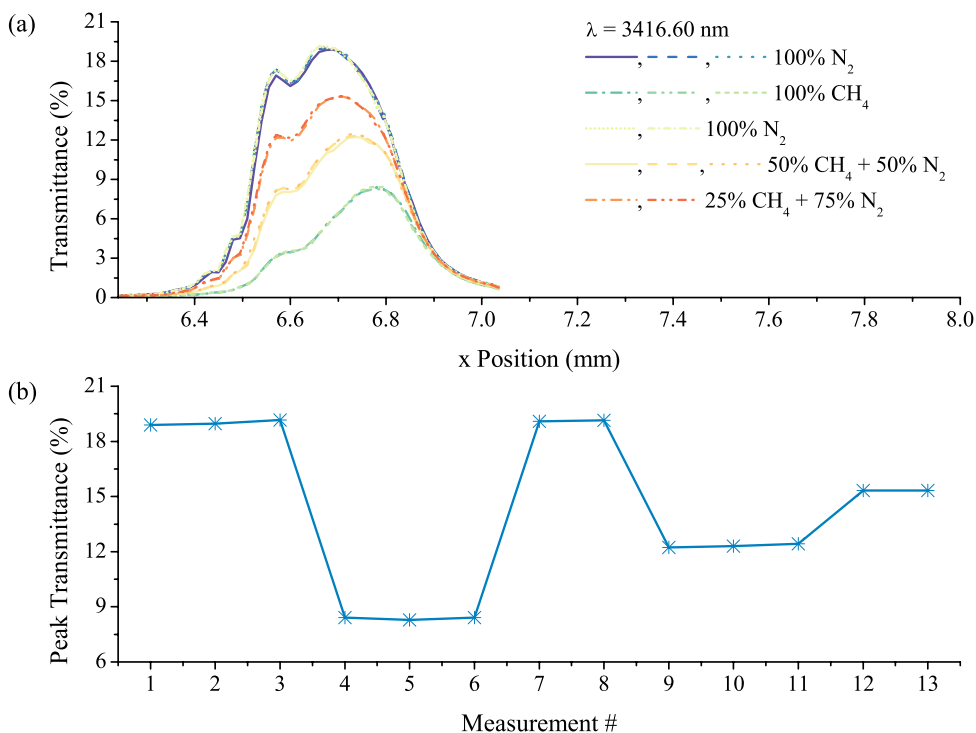 (a)
21
18
15
12
9
6
3
0
Transmittance (%)
λ = 3416.60 nm
, , 100% N₂
, , 100% CH₄
, 100% N₂
, , 50% CH₄ + 50% N₂
, 25% CH₄ + 75% N₂
6.4 6.6 6.8 7.0 7.2 7.4 7.6 7.8 8.0
x Position (mm)
(b)
21
18
15
12
9
6
Peak Transmittance (%)
1 2 3 4 5 6 7 8 9 10 11 12 13
Measurement #